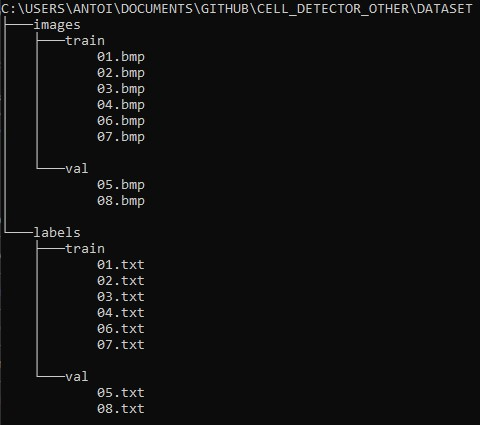 C:\USERS\ANTOI\DOCUMENTS\GITHUB\CELL_DETECTOR_OTHER\DATASET
images
train
01.bmp
02.bmp
03.bmp
04.bmp
06.bmp
07.bmp
val
05.bmp
08.bmp
labels
train
01.txt
02.txt
03.txt
04.txt
06.txt
07.txt
val
05.txt
08.txt